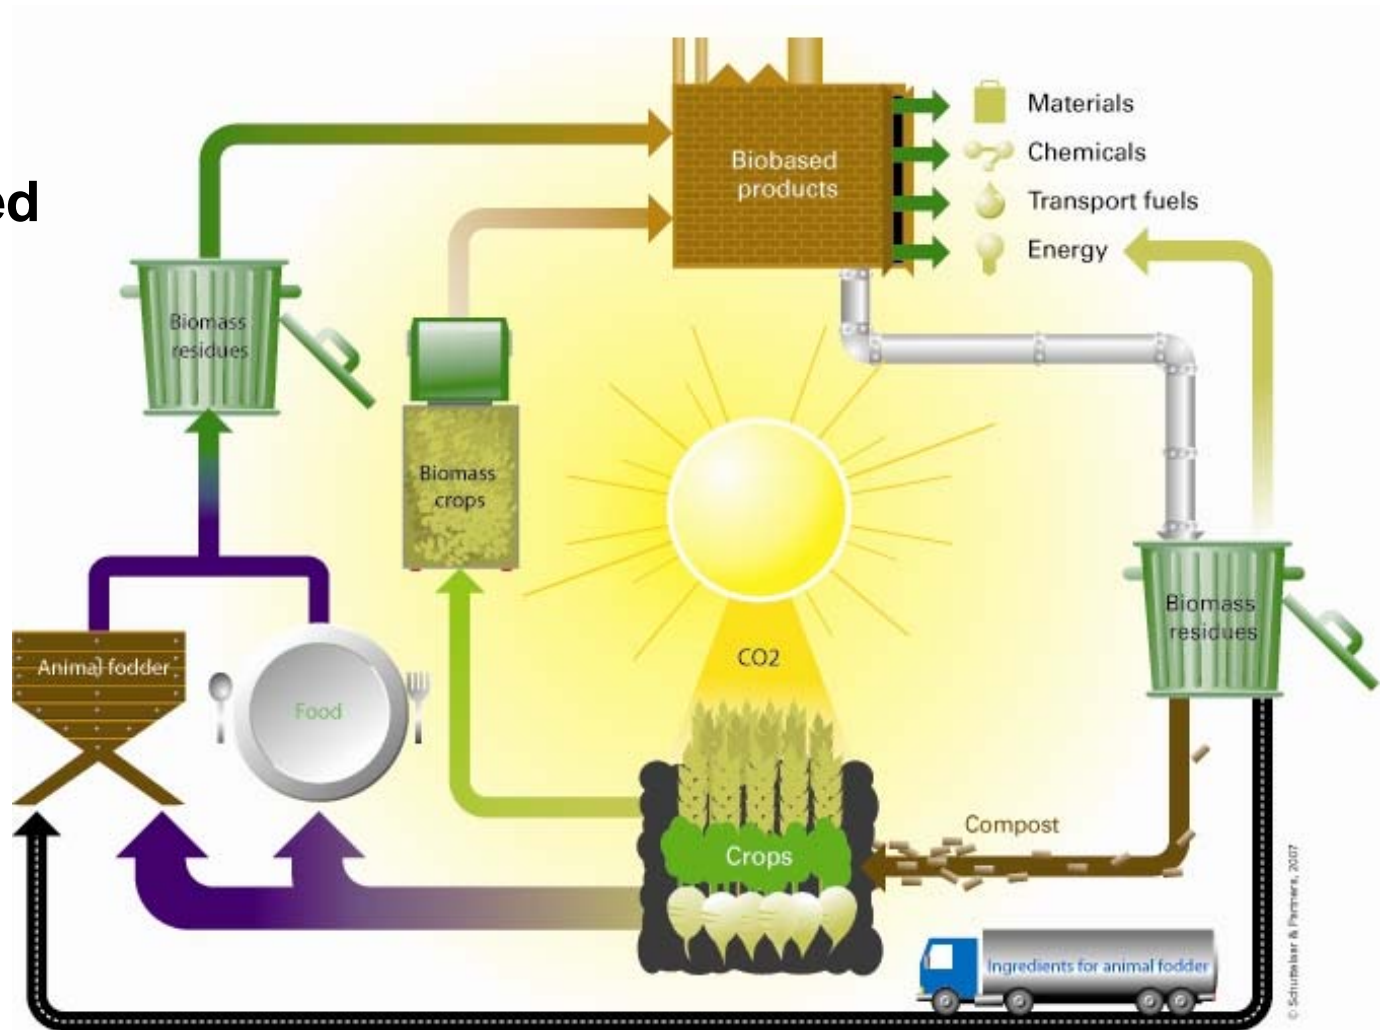 ed
Biobased
products
Materials
Chemicals
Transport fuels
Energy
Biomass
residues
Biomass
crops
CO2
Biomass
residues
Animal fodder
Food
Crops
Compost
Ingredients for animal fodder
© Schuttelaar & Partners, 2007